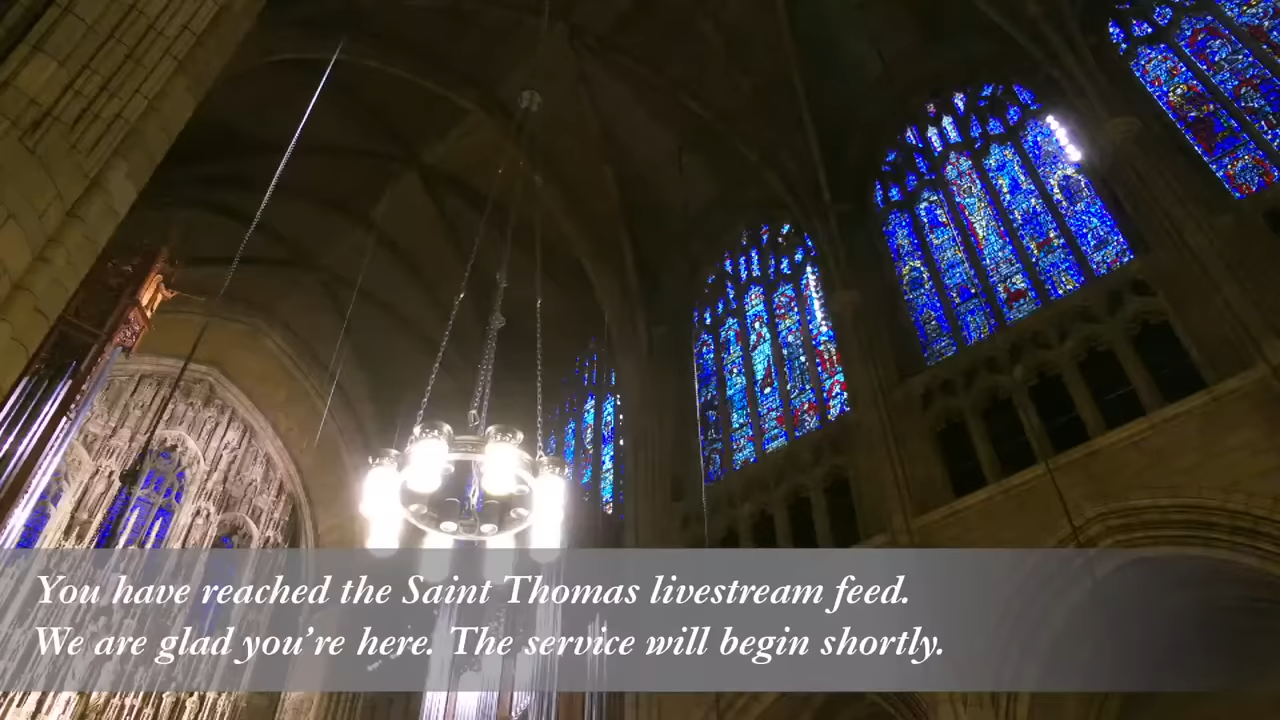 You have reached the Saint Thomas livestream feed.
We are glad you’re here. The service will begin shortly.